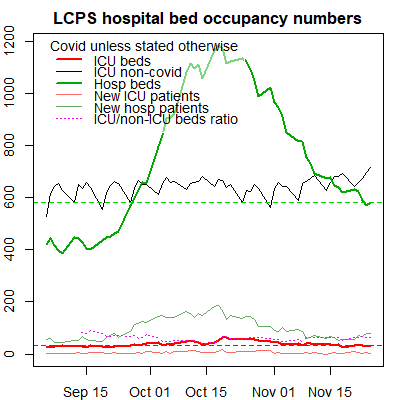 LCPS hospital bed occupancy numbers
Covid unless stated otherwise
ICU beds
ICU non-covid
Hosp beds
New ICU patients
New hosp patients
ICU/non-ICU beds ratio
1200
1000
800
600
400
200
0
Sep 15 Oct 01 Oct 15 Nov 01 Nov 15